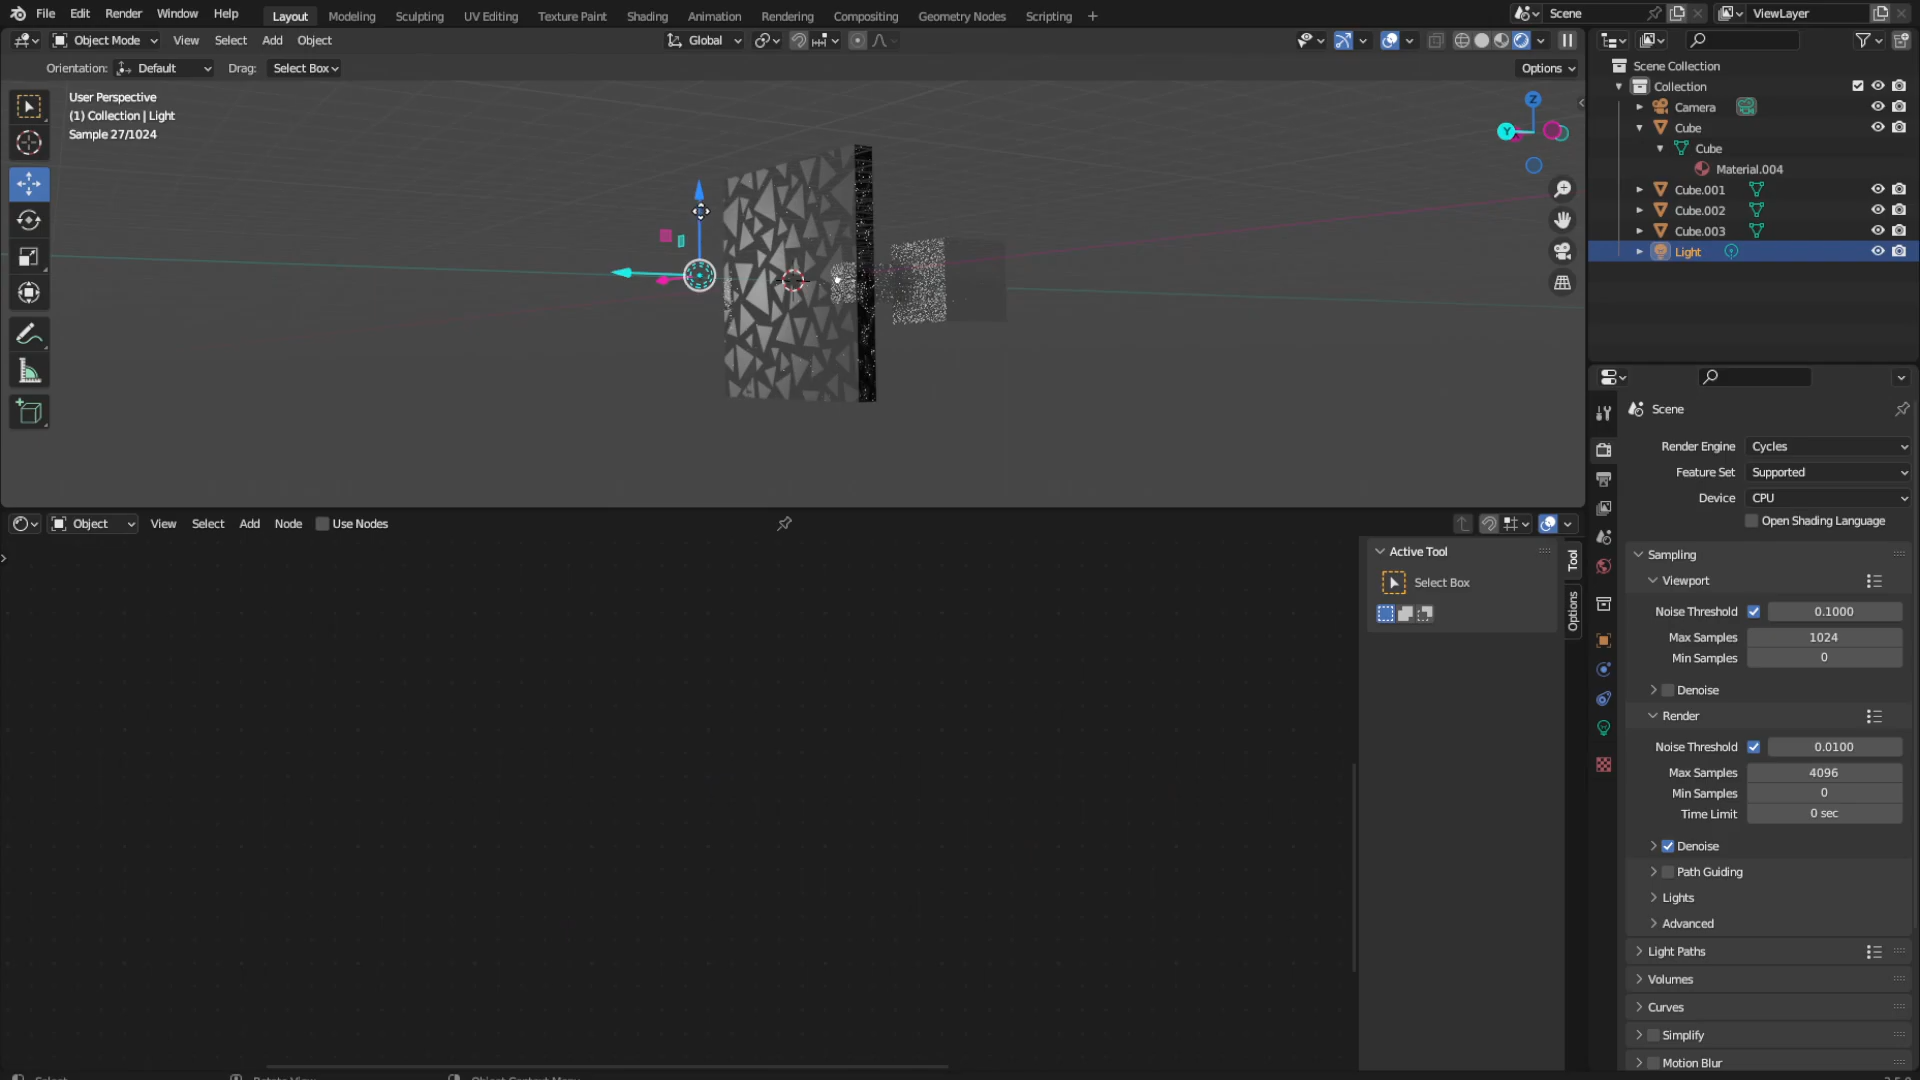 File Edit Render Window Help Layout Modeling Sculpting UV Editing Texture Paint Shading Animation Rendering Compositing Geometry Nodes Scripting + Scene ViewLayer
Object Mode View Select Add Object Global
Orientation: Default Drag: Select Box Options
User Perspective
(1) Collection | Light
Sample 27/1024
Z
Y
Scene Collection
Collection
Camera
Cube
Cube
Material.004
Cube.001
Cube.002
Cube.003
Light
Scene
Render Engine Cycles
Feature Set Supported
Device CPU
Open Shading Language
Sampling
Viewport
Noise Threshold 0.1000
Max Samples 1024
Min Samples 0
Denoise
Render
Noise Threshold 0.0100
Max Samples 4096
Min Samples 0
Time Limit 0 sec
Denoise
Path Guiding
Lights
Advanced
Light Paths
Volumes
Curves
Simplify
Motion Blur
Object View Select Add Node Use Nodes
Active Tool
Select Box
Tool
Options